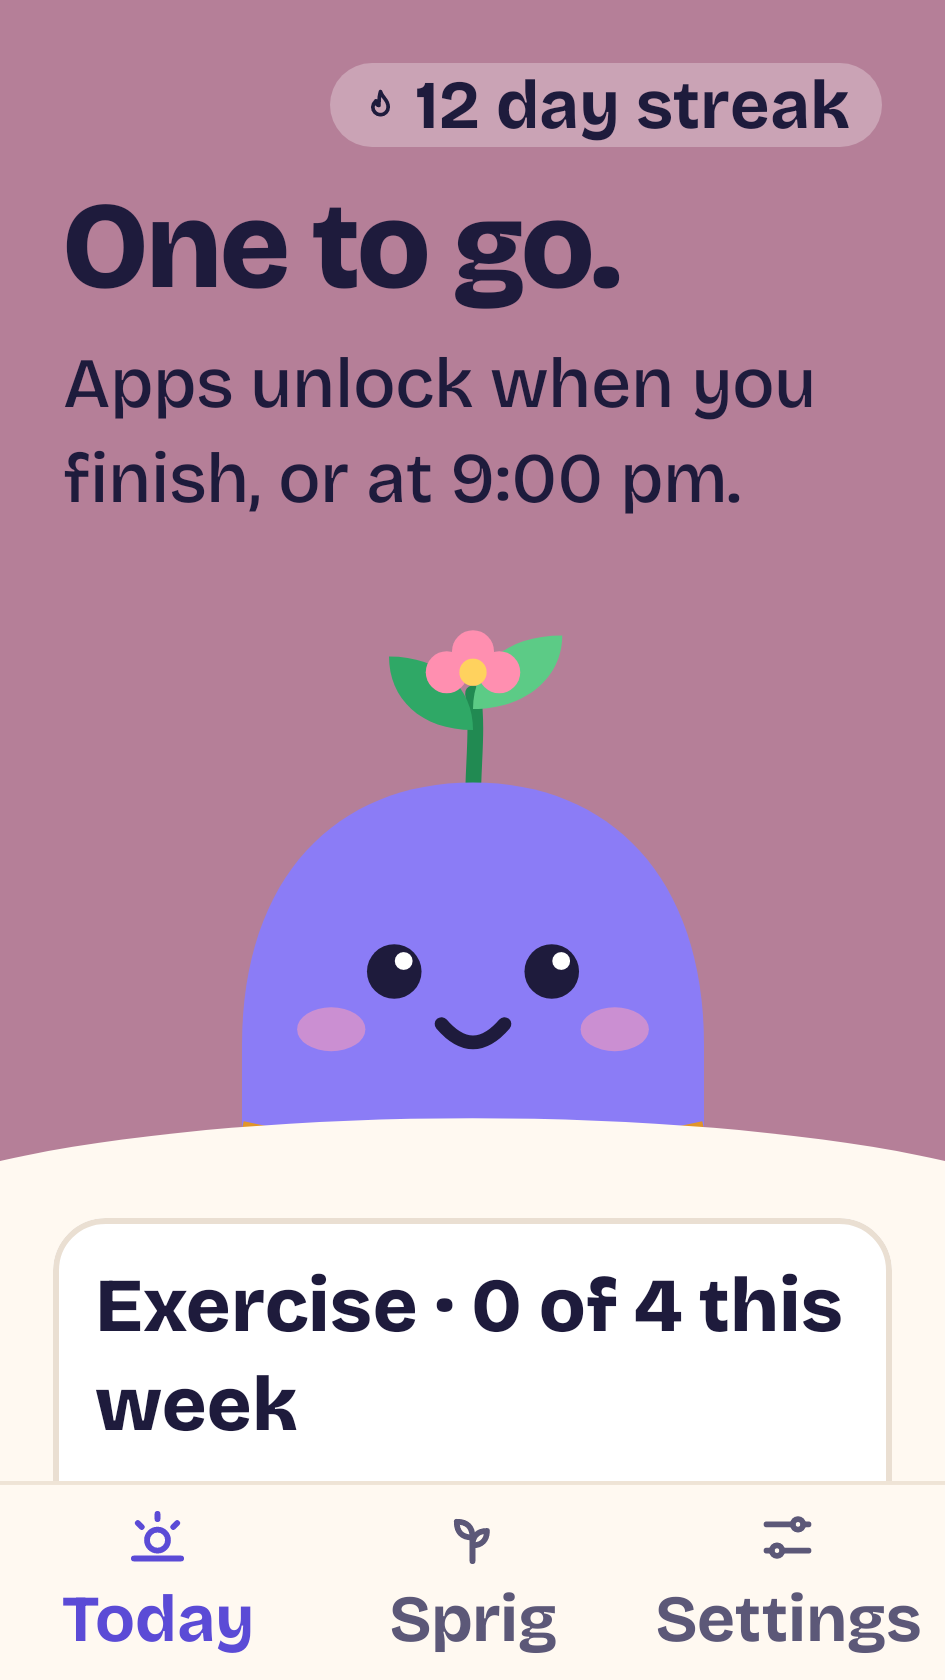 12 day streak
One to go.
Apps unlock when you
finish, or at 9:00 pm.
Exercise · 0 of 4 this
week
Today
Sprig
Settings